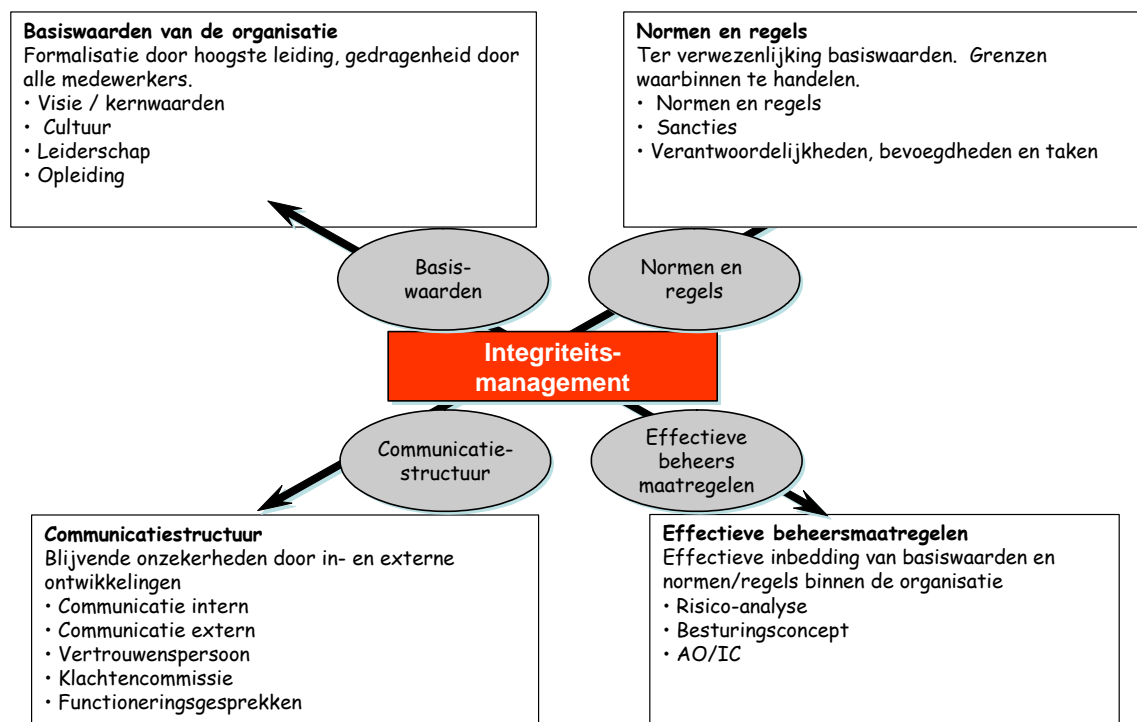 Basiswaarden van de organisatie
Formalisatie door hoogste leiding, gedragenheid door
alle medewerkers.
• Visie / kernwaarden
• Cultuur
• Leiderschap
• Opleiding
Normen en regels
Ter verwezenlijking basiswaarden. Grenzen
waarbinnen te handelen.
• Normen en regels
• Sancties
• Verantwoordelijkheden, bevoegdheden en taken
Basis-
waarden
Normen en
regels
Integriteits-
management
Communicatie-
structuur
Effectieve
beheers
maatregelen
Communicatiestructuur
Blijvende onzekerheden door in- en externe
ontwikkelingen
• Communicatie intern
• Communicatie extern
• Vertrouwenspersoon
• Klachtencommissie
• Functioneringsgesprekken
Effectieve beheersmaatregelen
Effectieve inbedding van basiswaarden en
normen/regels binnen de organisatie
• Risico-analyse
• Besturingsconcept
• AO/IC